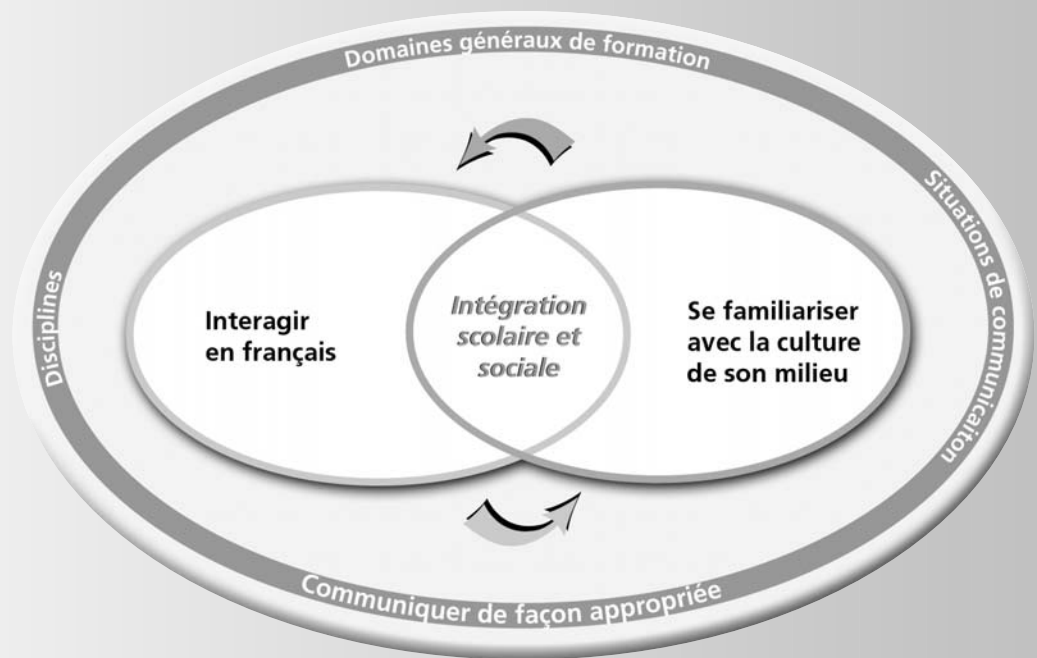 Domaines généraux de formation
Disciplines
Situations de communicaiton
Interagir
en français
Intégration
scolaire et
sociale
Se familiariser
avec la culture
de son milieu
Communiquer de façon appropriée